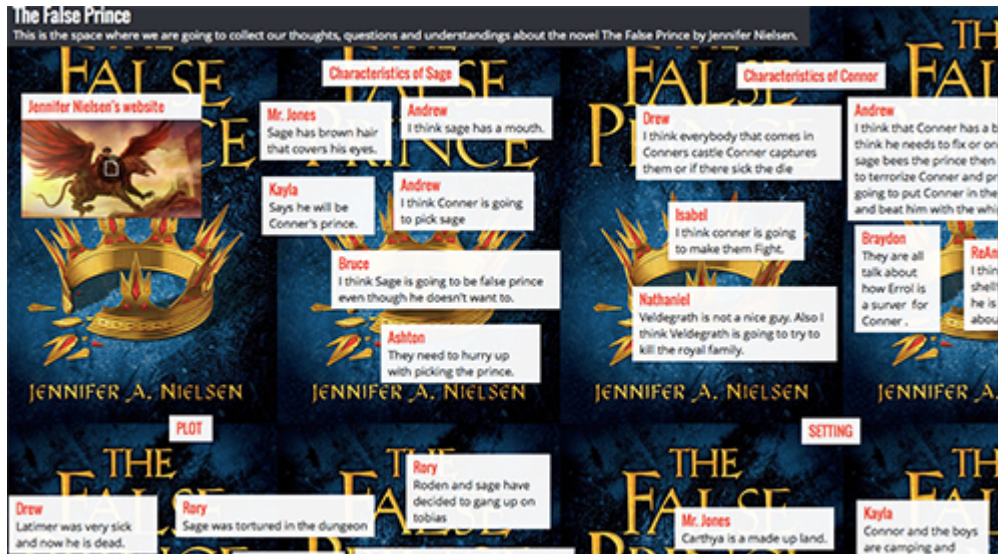 The False Prince
This is the space where we are going to collect our thoughts, questions and understandings about the novel The False Prince by Jennifer Nielsen.
Jennifer Nielsen's website
Characteristics of Sage
Mr. Jones
Sage has brown hair
that covers his eyes.
Andrew
I think sage has a mouth.
Kayla
Says he will be
Conner's prince.
Andrew
I think Conner is going
to pick sage
Bruce
I think Sage is going to be false prince
even though he doesn't want to.
Ashton
They need to hurry up
with picking the prince.
Characteristics of Connor
Drew
I think everybody that comes in
Conners castle Conner captures
them or if there sick the die
Isabel
I think conner is going
to make them Fight.
Nathaniel
Veldegrath is not a nice guy. Also I
think Veldegrath is going to try to
kill the royal family.
Andrew
I think that Conner has a
think he needs to fix or
sage bees the prince then
to terrorize Conner and
going to put Conner in the
and beat him with the
Braydon
They are all
talk about
how Errol is
a surver for
Conner .
I
he is
FALSE
PRINCE
JENNIFER A. NIELSEN
FALSE
PRINCE
JENNIFER A. NIELSEN
FALSE
PRINCE
JENNIFER A. NIELSEN
JENNIFER A.
PLOT
Drew
Latimer was very sick
and now he is dead.
Rory
Sage was tortured in the dungeon
Rory
Roden and sage have
decided to gang up on
tobias
SETTING
Mr. Jones
Carthya is a made up land.
Kayla
Connor and the boys
are camping and
THE
FALSE
THE
THE
FALSE